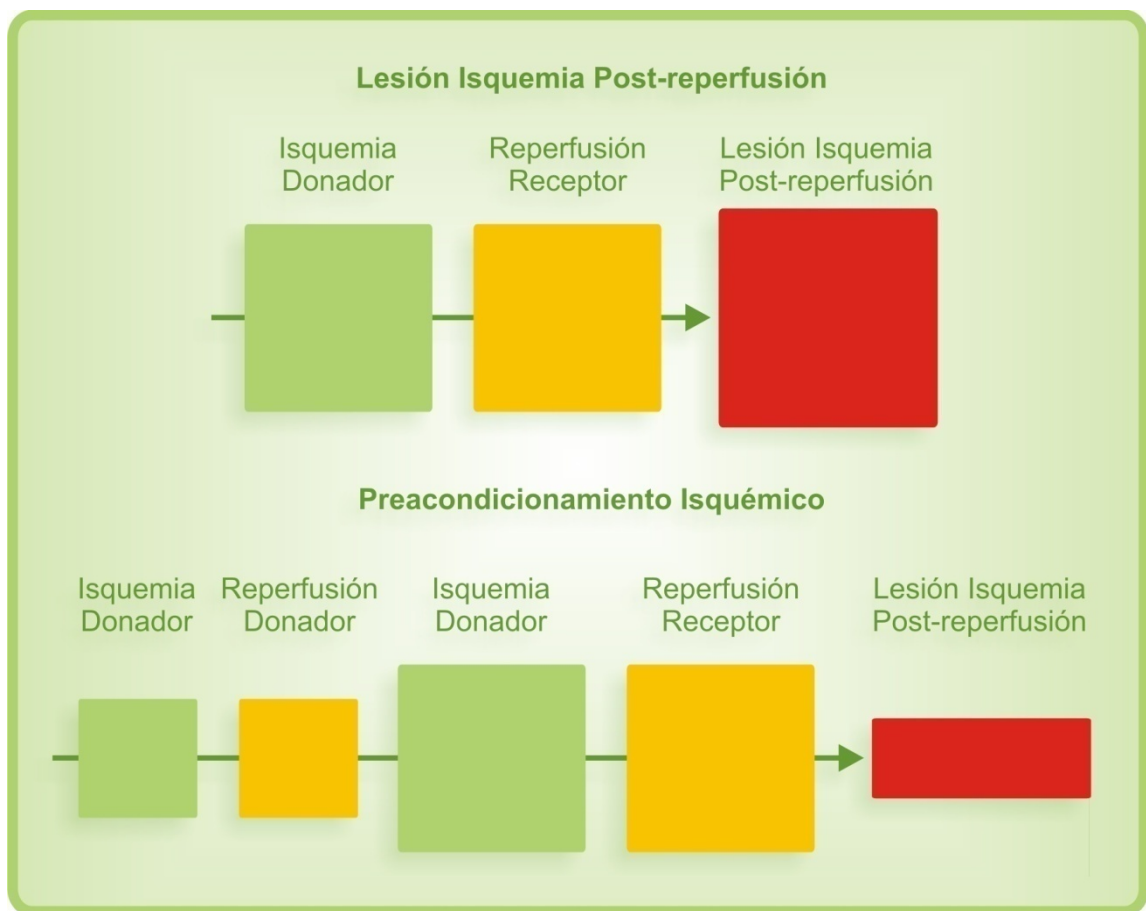 Lesión Isquemia Post-reperfusión
Isquemia
Donador
Reperfusión
Receptor
Lesión Isquemia
Post-reperfusión
Preacondicionamiento Isquémico
Isquemia
Donador
Reperfusión
Donador
Isquemia
Donador
Reperfusión
Receptor
Lesión Isquemia
Post-reperfusión